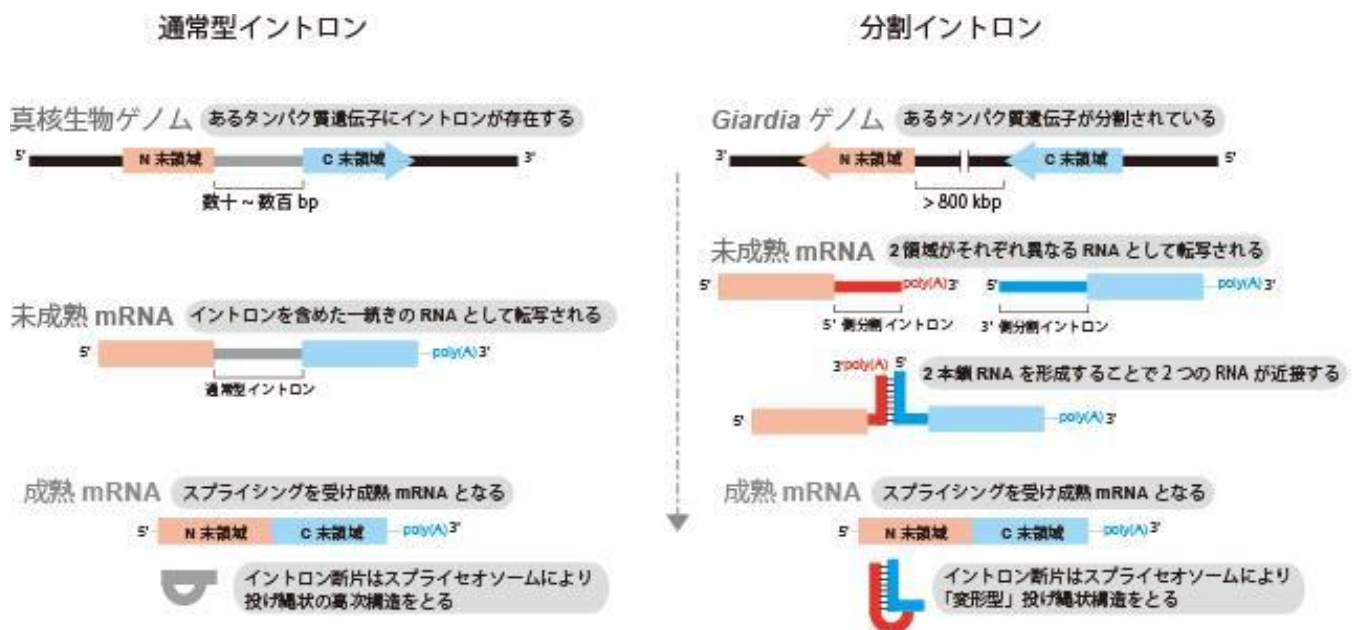 通常型イントロン
真核生物ゲノム あるタンパク質遺伝子にイントロンが存在する
5' N 末領域 C 末領域 3'
数十 ~ 数百 bp
未成熟 mRNA イントロンを含めた一続きの RNA として転写される
5' poly(A) 3'
通常型イントロン
成熟 mRNA スプライシングを受け成熟 mRNA となる
5' N 末領域 C 末領域 poly(A) 3'
イントロン断片はスプライセオソームにより
投げ縄状の高次構造をとる
分割イントロン
Giardia ゲノム あるタンパク質遺伝子が分割されている
3' N 末領域 C 末領域 5'
> 800 kbp
未成熟 mRNA 2 領域がそれぞれ異なる RNA として転写される
5' poly(A) 3' 5' poly(A) 3'
5' 側分割イントロン 3' 側分割イントロン
3' poly(A) 5' 2 本鎖 RNA を形成することで 2 つの RNA が近接する
5' poly(A) 3'
成熟 mRNA スプライシングを受け成熟 mRNA となる
5' N 末領域 C 末領域 poly(A) 3'
イントロン断片はスプライセオソームにより
「変形型」投げ縄状構造をとる